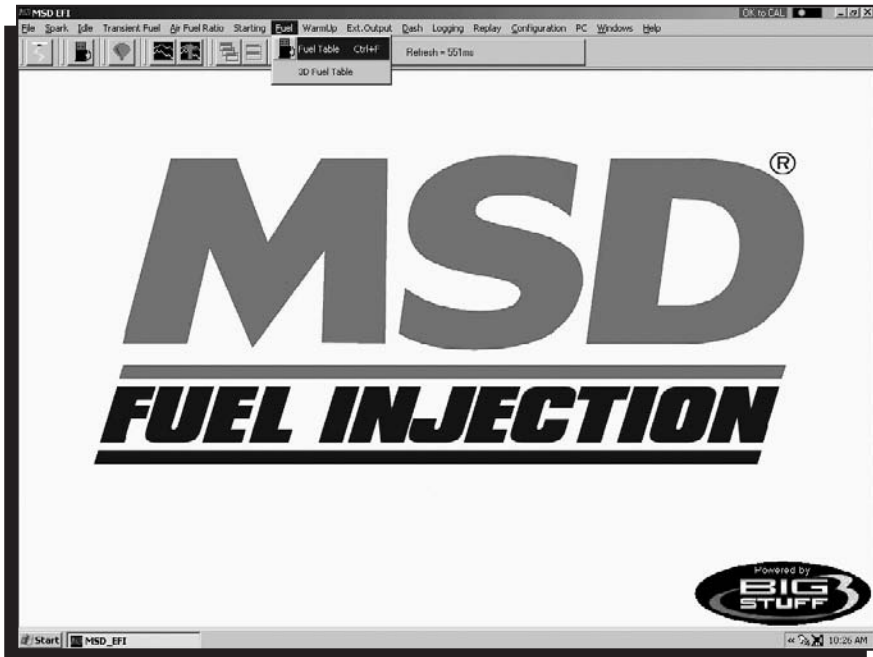 MSD EFI OK to CAL
File Spark Idle Transient Fuel Air Fuel Ratio Starting Fuel WarmUp Ext.Output Dash Logging Replay Configuration PC Windows Help
Fuel Table Ctrl+F
Refresh = 551ms
3D Fuel Table
MSD®
FUEL INJECTION
Powered by
BIG 3
STUFF
Start MSD_EFI « 10:26 AM